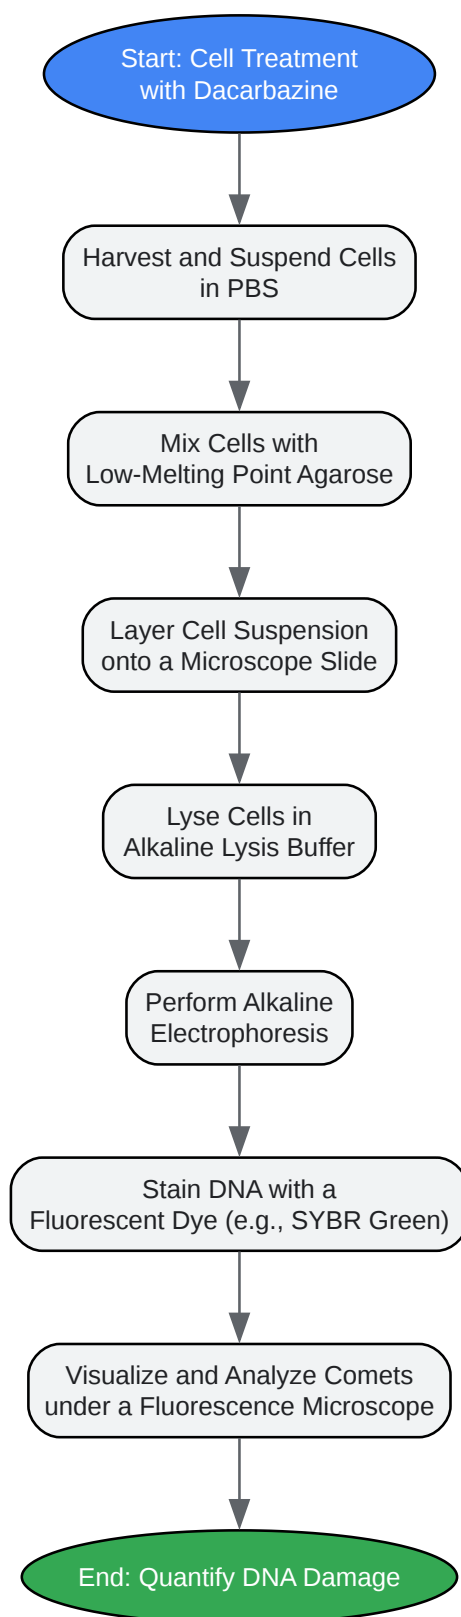 Start: Cell Treatment
with Dacarbazine
Harvest and Suspend Cells
in PBS
Mix Cells with
Low-Melting Point Agarose
Layer Cell Suspension
onto a Microscope Slide
Lyse Cells in
Alkaline Lysis Buffer
Perform Alkaline
Electrophoresis
Stain DNA with a
Fluorescent Dye (e.g., SYBR Green)
Visualize and Analyze Comets
under a Fluorescence Microscope
End: Quantify DNA Damage